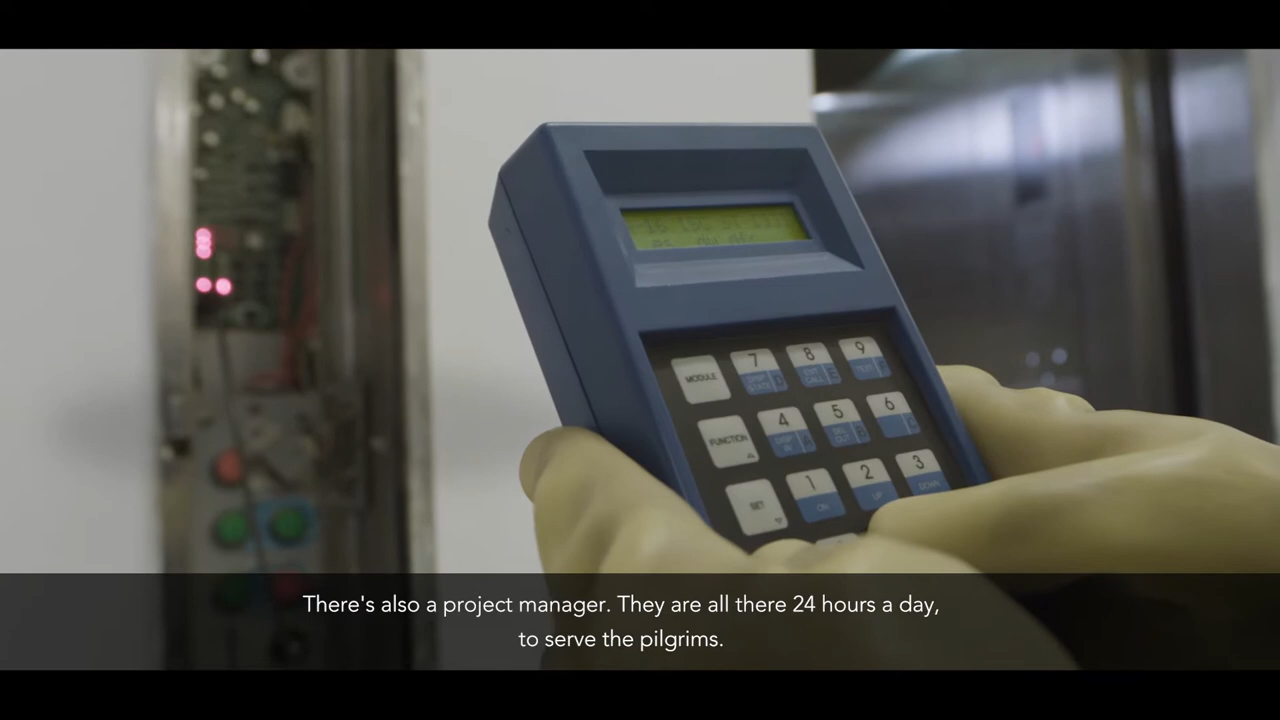 MODULE 7 8 9
TEST
FUNCTION 4 5 6
SET 1 2 3
ON UP DOWN
There's also a project manager. They are all there 24 hours a day,
to serve the pilgrims.